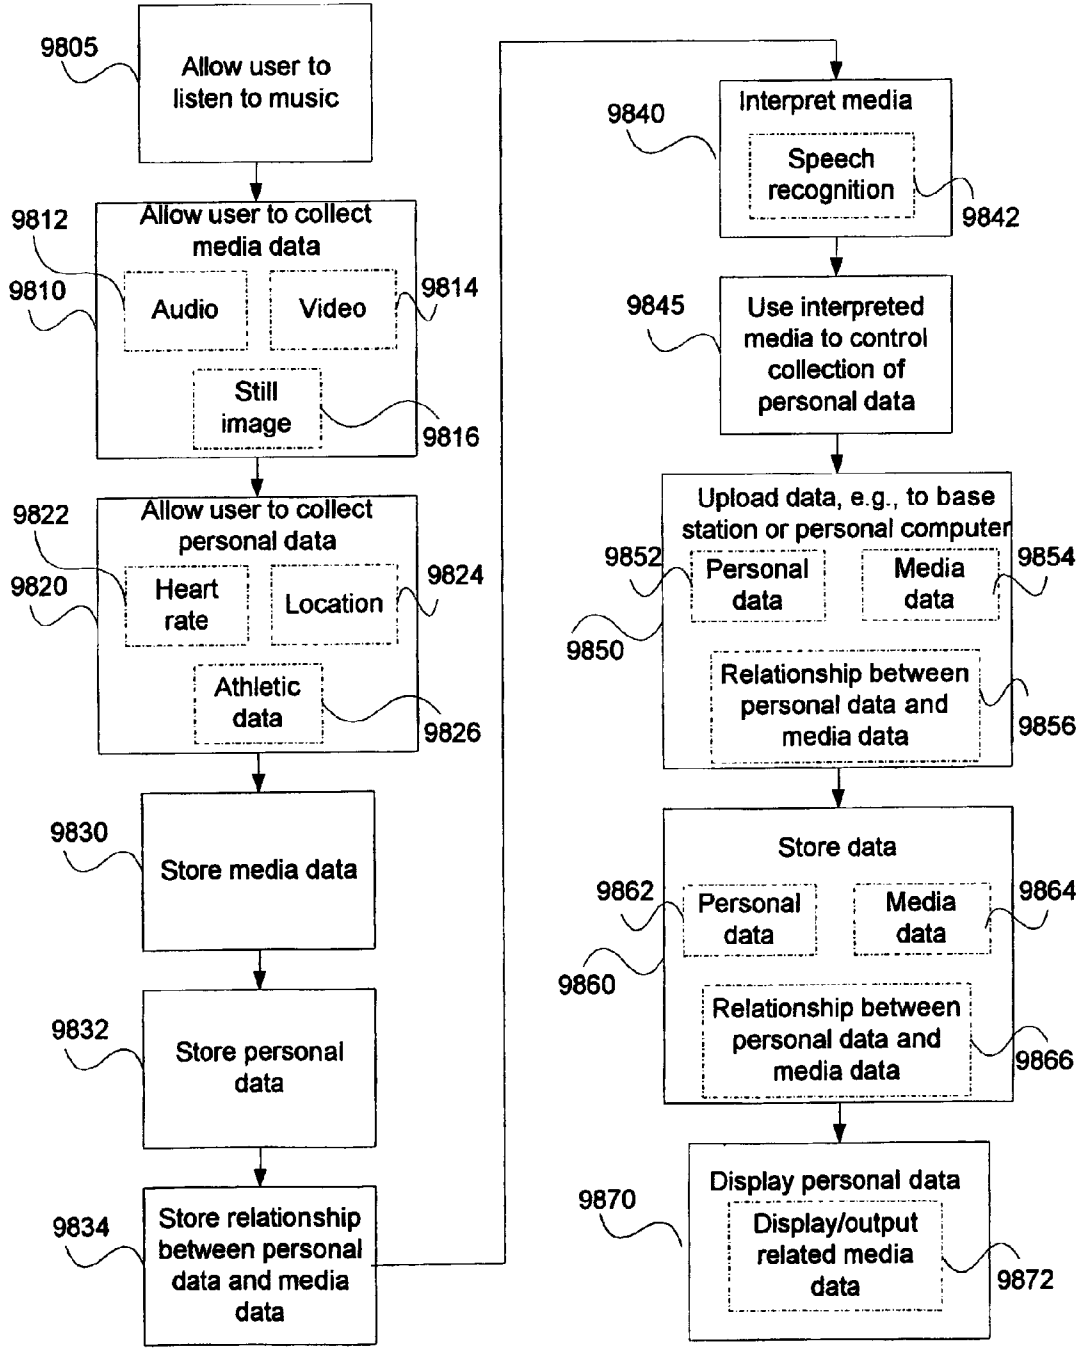 9805
Allow user to
listen to music
Allow user to collect
media data
9812
9810
Audio
Video
9814
Still
image
9816
Allow user to collect
personal data
9822
9820
Heart
rate
Location
9824
Athletic
data
9826
9830
Store media data
9832
Store personal
data
9834
Store relationship
between personal
data and media
data
Interpret media
9840
Speech
recognition
9842
9845
Use interpreted
media to control
collection of
personal data
Upload data, e.g., to base
station or personal computer
9852
Personal
data
Media
data
9854
9850
Relationship between
personal data and
media data
9856
Store data
9862
Personal
data
Media
data
9864
9860
Relationship between
personal data and
media data
9866
Display personal data
9870
Display/output
related media
data
9872